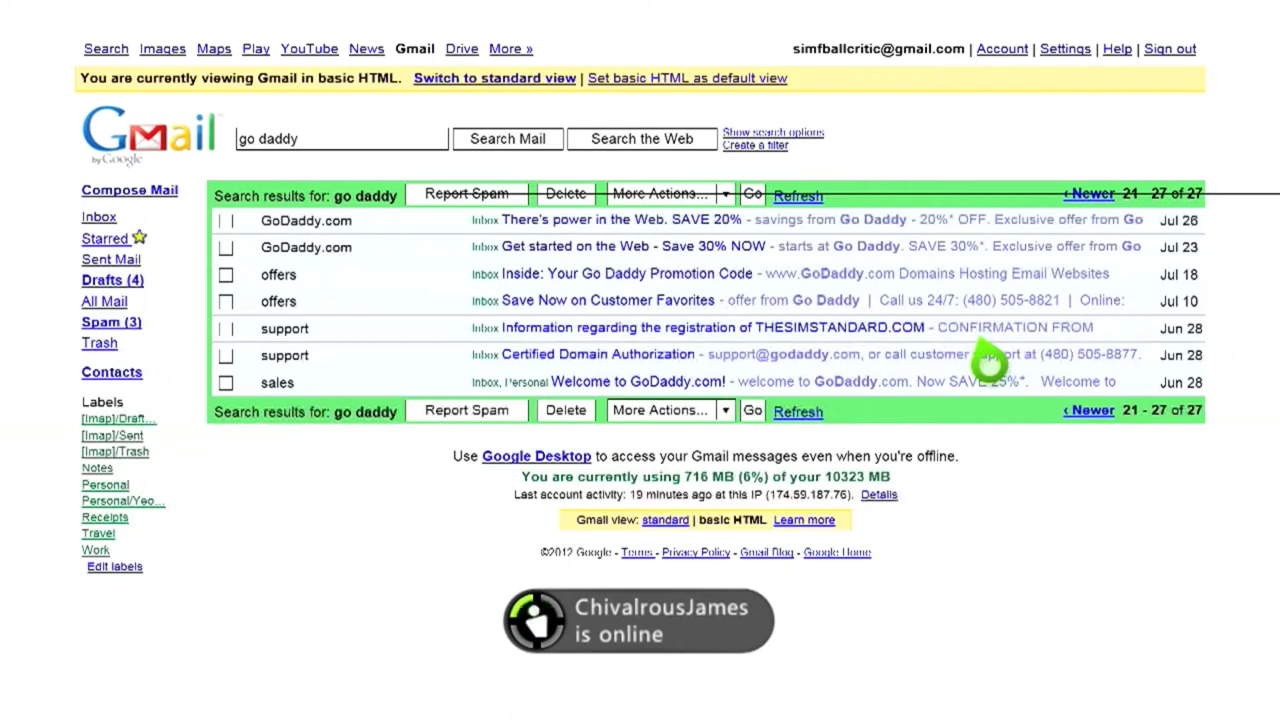 Search Images Maps Play YouTube News Gmail Drive More » simfballcritic@gmail.com | Account | Settings | Help | Sign out
You are currently viewing Gmail in basic HTML. Switch to standard view | Set basic HTML as default view
Gmail by Google
go daddy Search Mail Search the Web Show search options
Create a filter
Compose Mail
Inbox
Starred
Sent Mail
Drafts (4)
All Mail
Spam (3)
Trash
Contacts
Labels
[Imap]/Draft...
[Imap]/Sent
[Imap]/Trash
Notes
Personal
Personal/Yeo...
Receipts
Travel
Work
Edit labels
Search results for: go daddy Report Spam Delete More Actions... Go Refresh ‹ Newer 21 - 27 of 27
GoDaddy.com Inbox There's power in the Web. SAVE 20% - savings from Go Daddy - 20%* OFF. Exclusive offer from Go Jul 26
GoDaddy.com Inbox Get started on the Web - Save 30% NOW - starts at Go Daddy. SAVE 30%*. Exclusive offer from Go Jul 23
offers Inbox Inside: Your Go Daddy Promotion Code - www.GoDaddy.com Domains Hosting Email Websites Jul 18
offers Inbox Save Now on Customer Favorites - offer from Go Daddy | Call us 24/7: (480) 505-8821 | Online: Jul 10
support Inbox Information regarding the registration of THESIMSTANDARD.COM - CONFIRMATION FROM Jun 28
support Inbox Certified Domain Authorization - support@godaddy.com, or call customer support at (480) 505-8877. Jun 28
sales Inbox, Personal Welcome to GoDaddy.com! - welcome to GoDaddy.com. Now SAVE 25%*. Welcome to Jun 28
Search results for: go daddy Report Spam Delete More Actions... Go Refresh ‹ Newer 21 - 27 of 27
Use Google Desktop to access your Gmail messages even when you're offline.
You are currently using 716 MB (6%) of your 10323 MB
Last account activity: 19 minutes ago at this IP (174.59.187.76). Details
Gmail view: standard | basic HTML Learn more
©2012 Google - Terms - Privacy Policy - Gmail Blog - Google Home
ChivalrousJames
is online